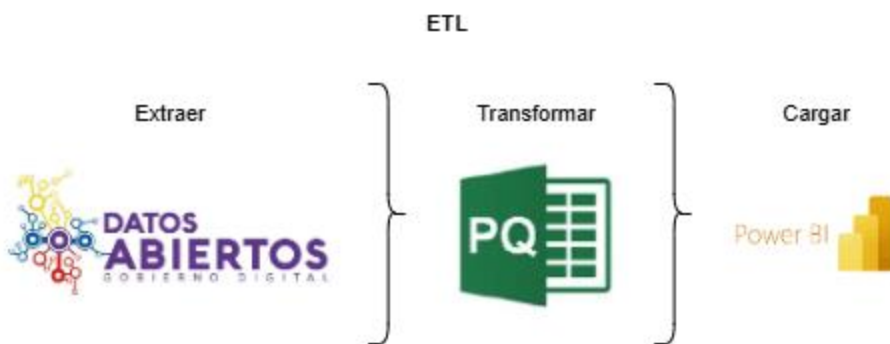 ETL
Extraer
Transformar
Cargar
DATOS
ABIERTOS
GOBIERNO DIGITAL
PQ
Power BI